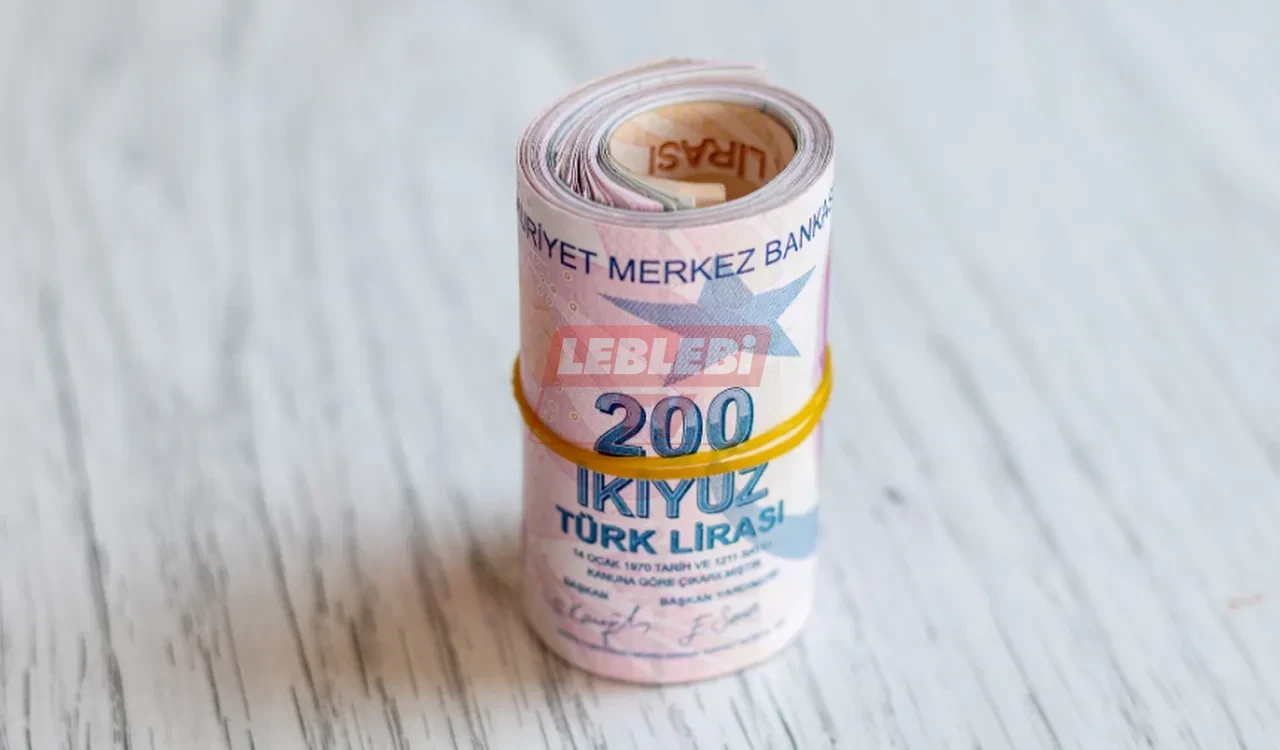 LİRASI
URİYET MERKEZ BANKAS
LEBLEBİ
200
İKİYÜZ
TÜRK LİRASI
14 OCAK 1970 TARİH VE 1211 SAYILI
KANUNA GÖRE ÇIKARILMIŞTIR
BAŞKAN BAŞKAN YARDIMCISI